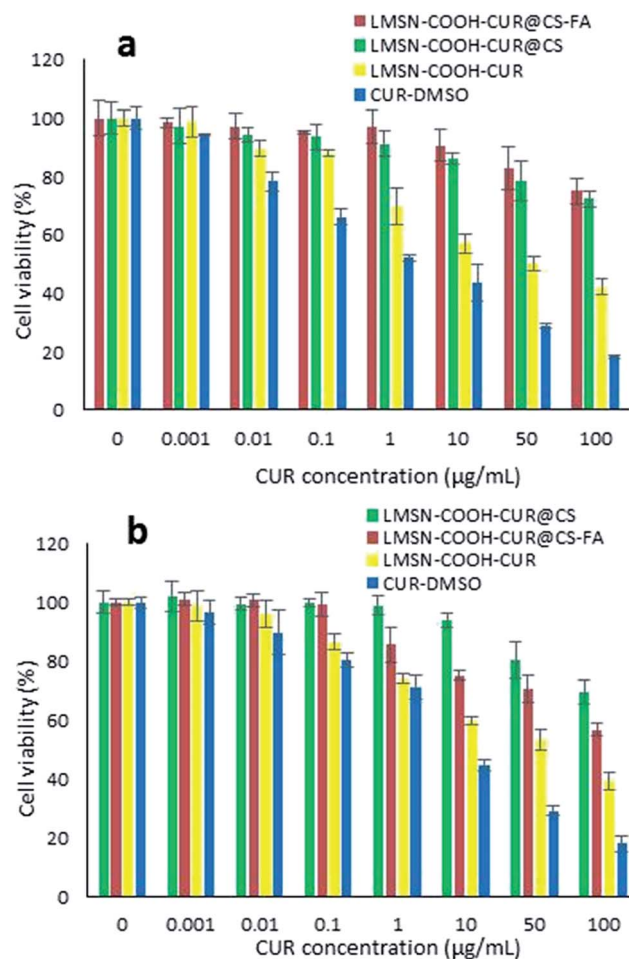 a
LMSN-COOH-CUR@CS-FA
LMSN-COOH-CUR@CS
LMSN-COOH-CUR
CUR-DMSO
120
100
80
60
40
20
0
Cell viability (%)
0 0.001 0.01 0.1 1 10 50 100
CUR concentration (µg/mL)
b
LMSN-COOH-CUR@CS
LMSN-COOH-CUR@CS-FA
LMSN-COOH-CUR
CUR-DMSO
120
100
80
60
40
20
0
Cell viability (%)
0 0.001 0.01 0.1 1 10 50 100
CUR concentration (µg/mL)